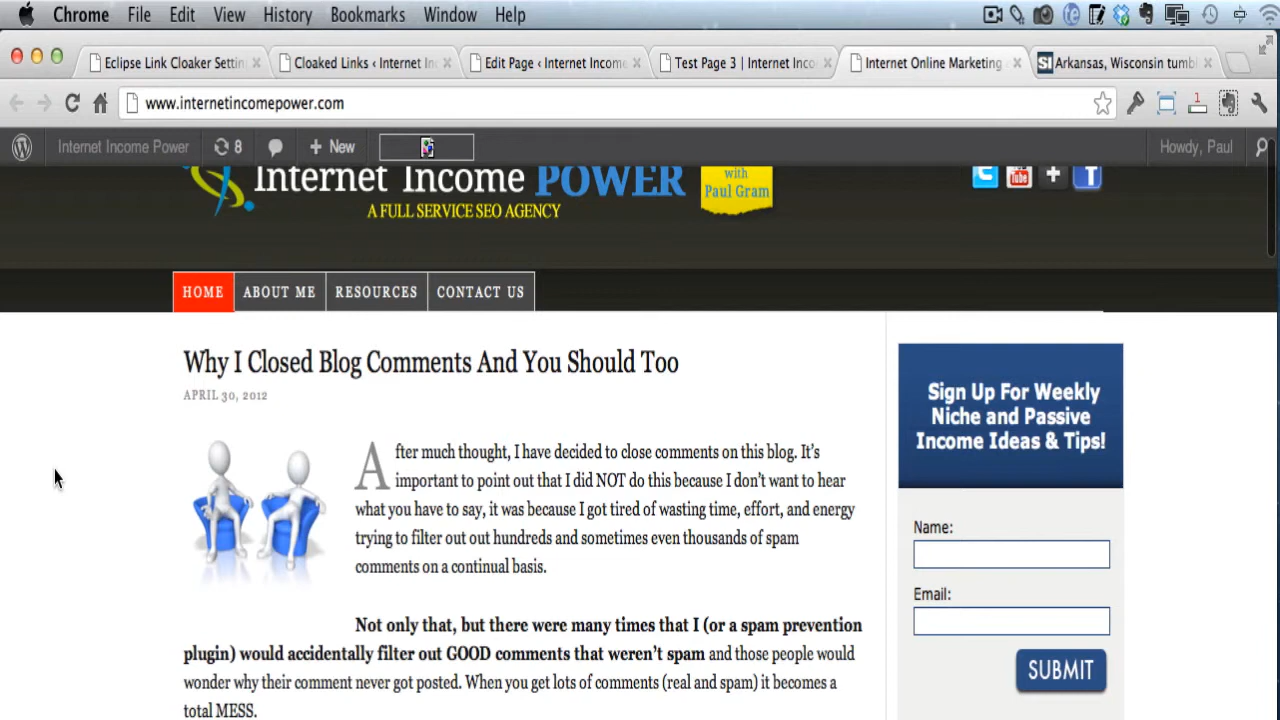 Chrome File Edit View History Bookmarks Window Help
Eclipse Link Cloaker Settin
Cloaked Links ‹ Internet In
Edit Page ‹ Internet Income
Test Page 3 | Internet Inco
Internet Online Marketing
SI Arkansas, Wisconsin tumbl
www.internetincomepower.com
1
Internet Income Power 8 + New Howdy, Paul
Internet Income POWER
A FULL SERVICE SEO AGENCY
with
Paul Gram
You Tube
HOME ABOUT ME RESOURCES CONTACT US
Why I Closed Blog Comments And You Should Too
APRIL 30, 2012
After much thought, I have decided to close comments on this blog. It’s
important to point out that I did NOT do this because I don’t want to hear
what you have to say, it was because I got tired of wasting time, effort, and energy
trying to filter out out hundreds and sometimes even thousands of spam
comments on a continual basis.
Not only that, but there were many times that I (or a spam prevention
plugin) would accidentally filter out GOOD comments that weren’t spam and those people would
wonder why their comment never got posted. When you get lots of comments (real and spam) it becomes a
total MESS.
Sign Up For Weekly
Niche and Passive
Income Ideas & Tips!
Name:
Email:
SUBMIT